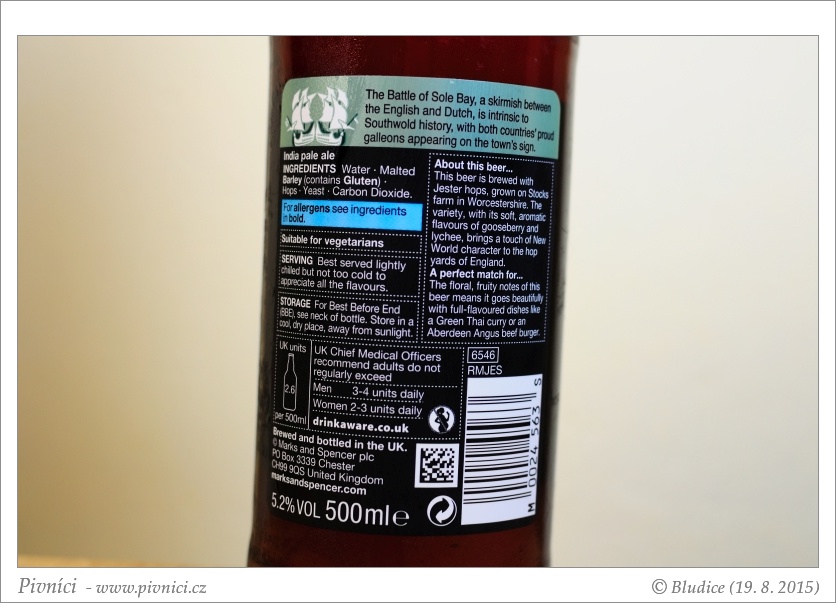 The Battle of Sole Bay, a skirmish between
the English and Dutch, is intrinsic to
Southwold history, with both countries' proud
galleons appearing on the town's sign.
India pale ale
INGREDIENTS Water · Malted
Barley (contains Gluten) ·
Hops · Yeast · Carbon Dioxide.
For allergens see ingredients
in bold.
Suitable for vegetarians
SERVING Best served lightly
chilled but not too cold to
appreciate all the flavours.
STORAGE For Best Before End
(BBE), see neck of bottle. Store in a
cool, dry place, away from sunlight.
About this beer...
This beer is brewed with
Jester hops, grown on Stocks
farm in Worcestershire. The
variety, with its soft, aromatic
flavours of gooseberry and
lychee, brings a touch of New
World character to the hop
yards of England.
A perfect match for...
The floral, fruity notes of this
beer means it goes beautifully
with full-flavoured dishes like
a Green Thai curry or an
Aberdeen Angus beef burger.
UK units
2.6
per 500ml
UK Chief Medical Officers
recommend adults do not
regularly exceed
Men 3-4 units daily
Women 2-3 units daily
drinkaware.co.uk
6546
RMJES
Brewed and bottled in the UK.
© Marks and Spencer plc
PO Box 3339 Chester
CH99 9QS United Kingdom
marksandspencer.com
5.2%VOL 500ml e
M 0024 563 S
Pivníci - www.pivnici.cz
© Bludice (19. 8. 2015)